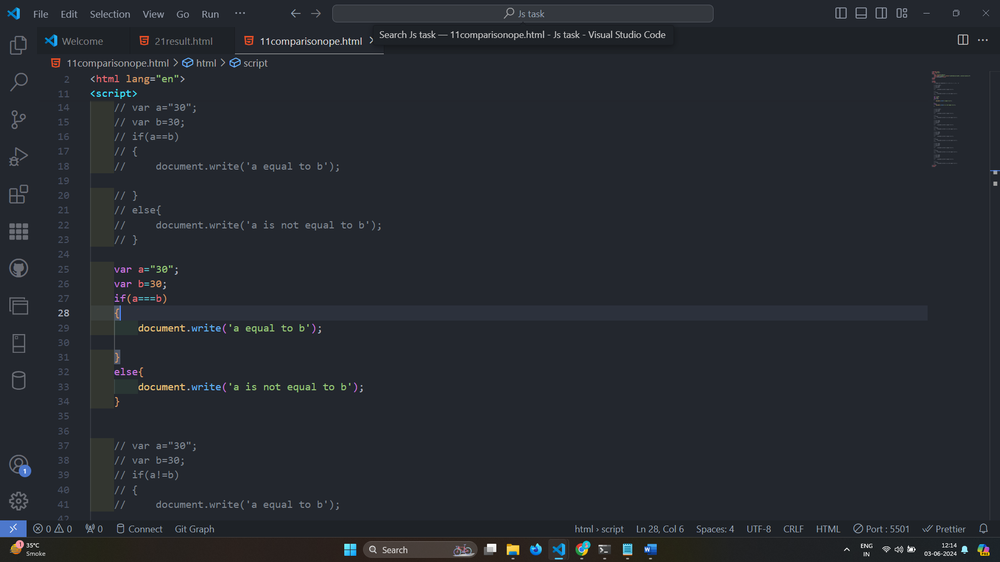 File Edit Selection View Go Run ··· Js task
Welcome 21result.html 11comparisonope.html
Search Js task — 11comparisonope.html - Js task - Visual Studio Code
11comparisonope.html > html > script
2 <html lang="en">
11 <script>
14 // var a="30";
15 // var b=30;
16 // if(a==b)
17 // {
18 //     document.write('a equal to b');
19
20 // }
21 // else{
22 //     document.write('a is not equal to b');
23 // }
24
25 var a="30";
26 var b=30;
27 if(a===b)
28 {
29     document.write('a equal to b');
30
31 }
32 else{
33     document.write('a is not equal to b');
34 }
35
36
37 // var a="30";
38 // var b=30;
39 // if(a!=b)
40 // {
41 //     document.write('a equal to b');
42
1
0 0 0 Connect Git Graph html › script Ln 28, Col 6 Spaces: 4 UTF-8 CRLF HTML Port : 5501 Prettier
1 35°C
Smoke
Search
ENG
IN
12:14
03-06-2024
PRE